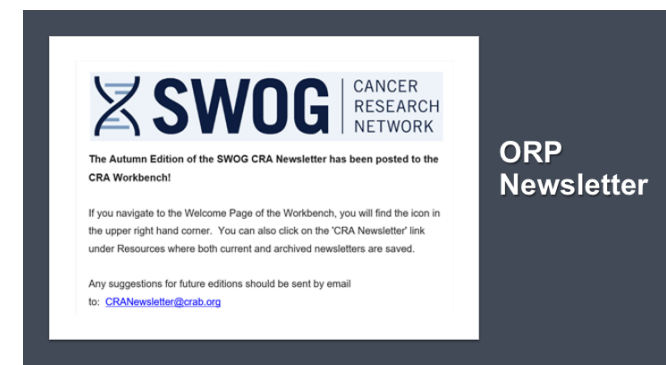 SWOG
CANCER
RESEARCH
NETWORK
The Autumn Edition of the SWOG CRA Newsletter has been posted to the
CRA Workbench!
If you navigate to the Welcome Page of the Workbench, you will find the icon in
the upper right hand corner.  You can also click on the 'CRA Newsletter' link
under Resources where both current and archived newsletters are saved.
Any suggestions for future editions should be sent by email
to:  CRANewsletter@crab.org
ORP
Newsletter